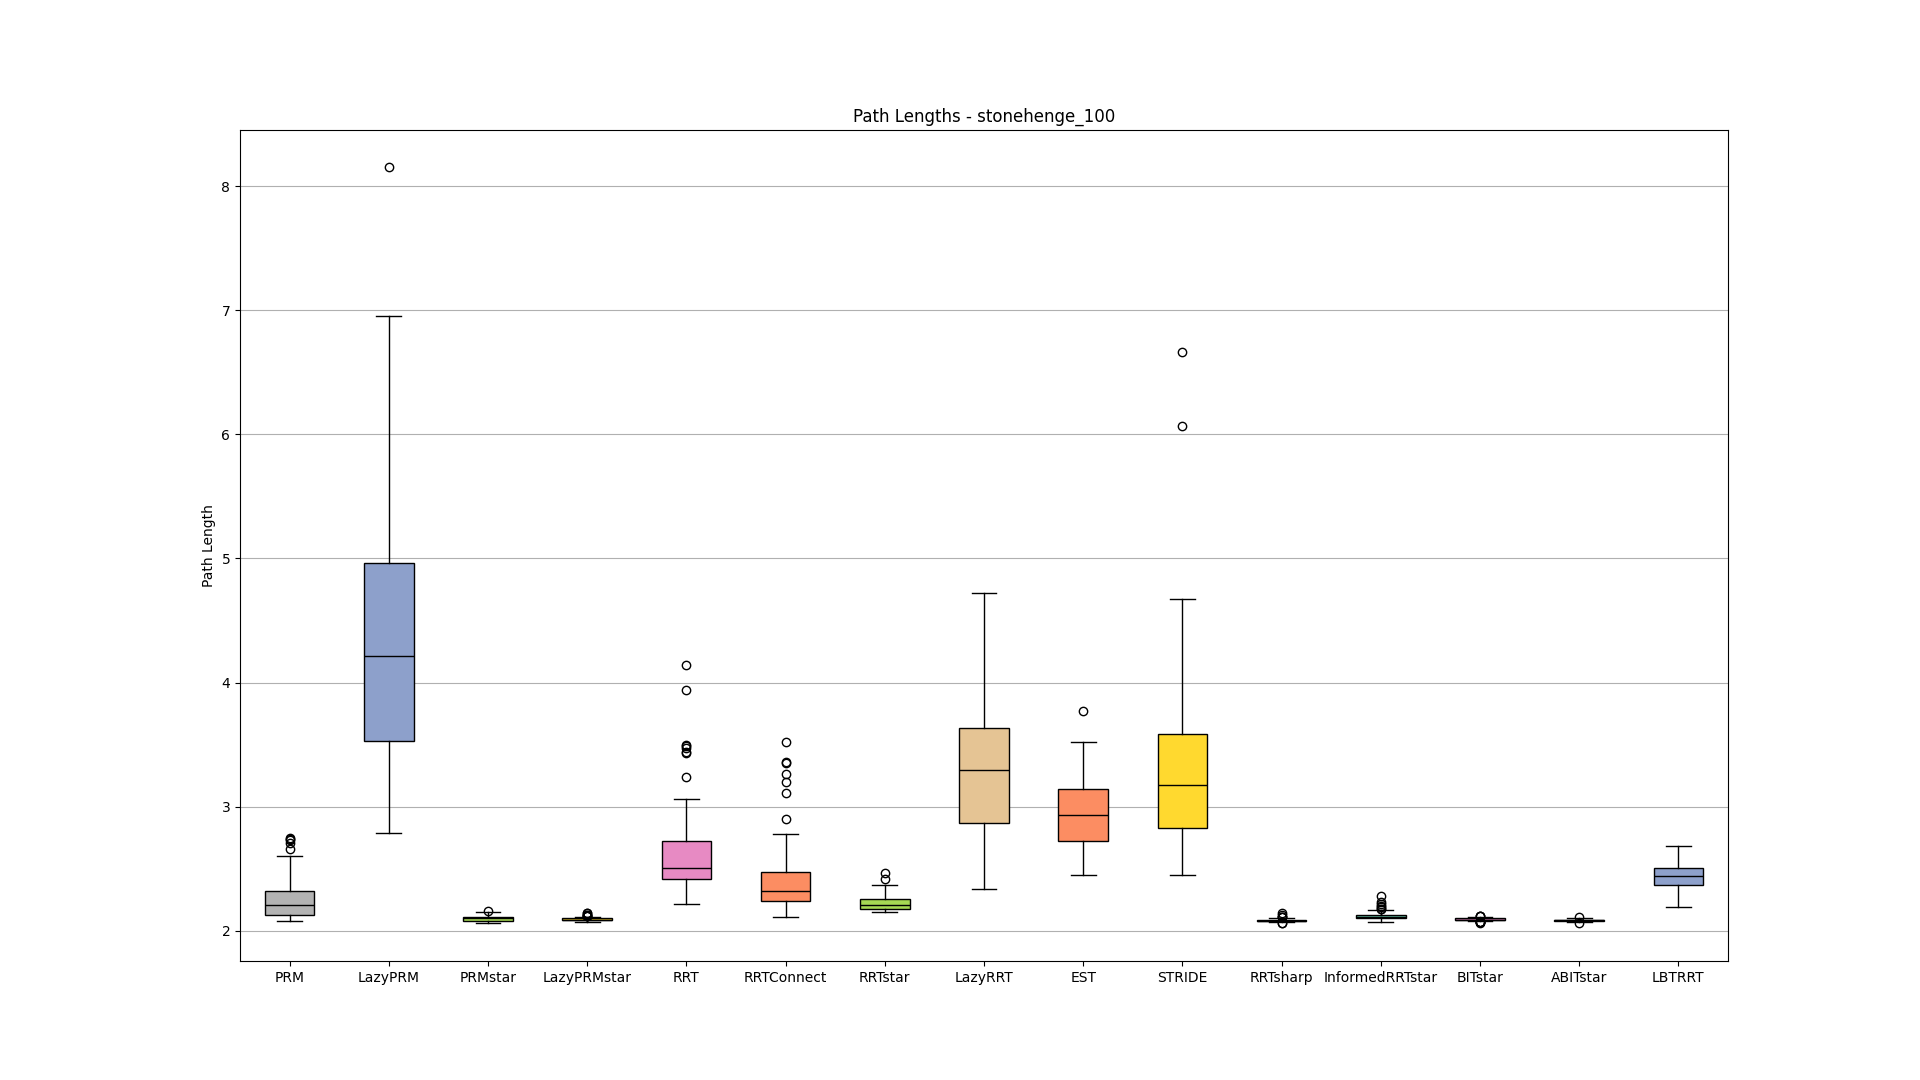 Path Lengths - stonehenge_100
Path Length
8
7
6
5
4
3
2
PRM LazyPRM PRMstar LazyPRMstar RRT RRTConnect RRTstar LazyRRT EST STRIDE RRTsharp InformedRRTstar BITstar ABITstar LBTRRT